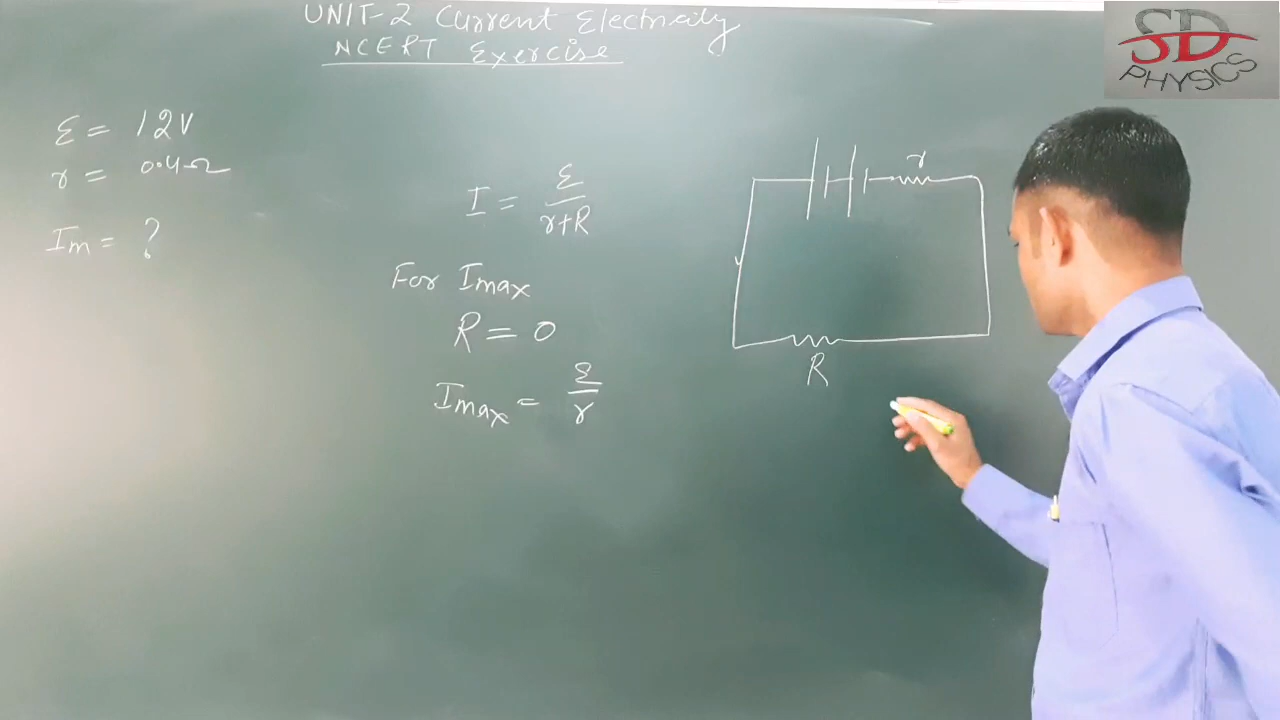 UNIT-2 Current Electricity
NCERT Exercise
SD
PHYSICS
ε = 12V
r = 0.4Ω
Im = ?
I = ε/r+R
For Imax
R = 0
Imax = ε/r
r
R